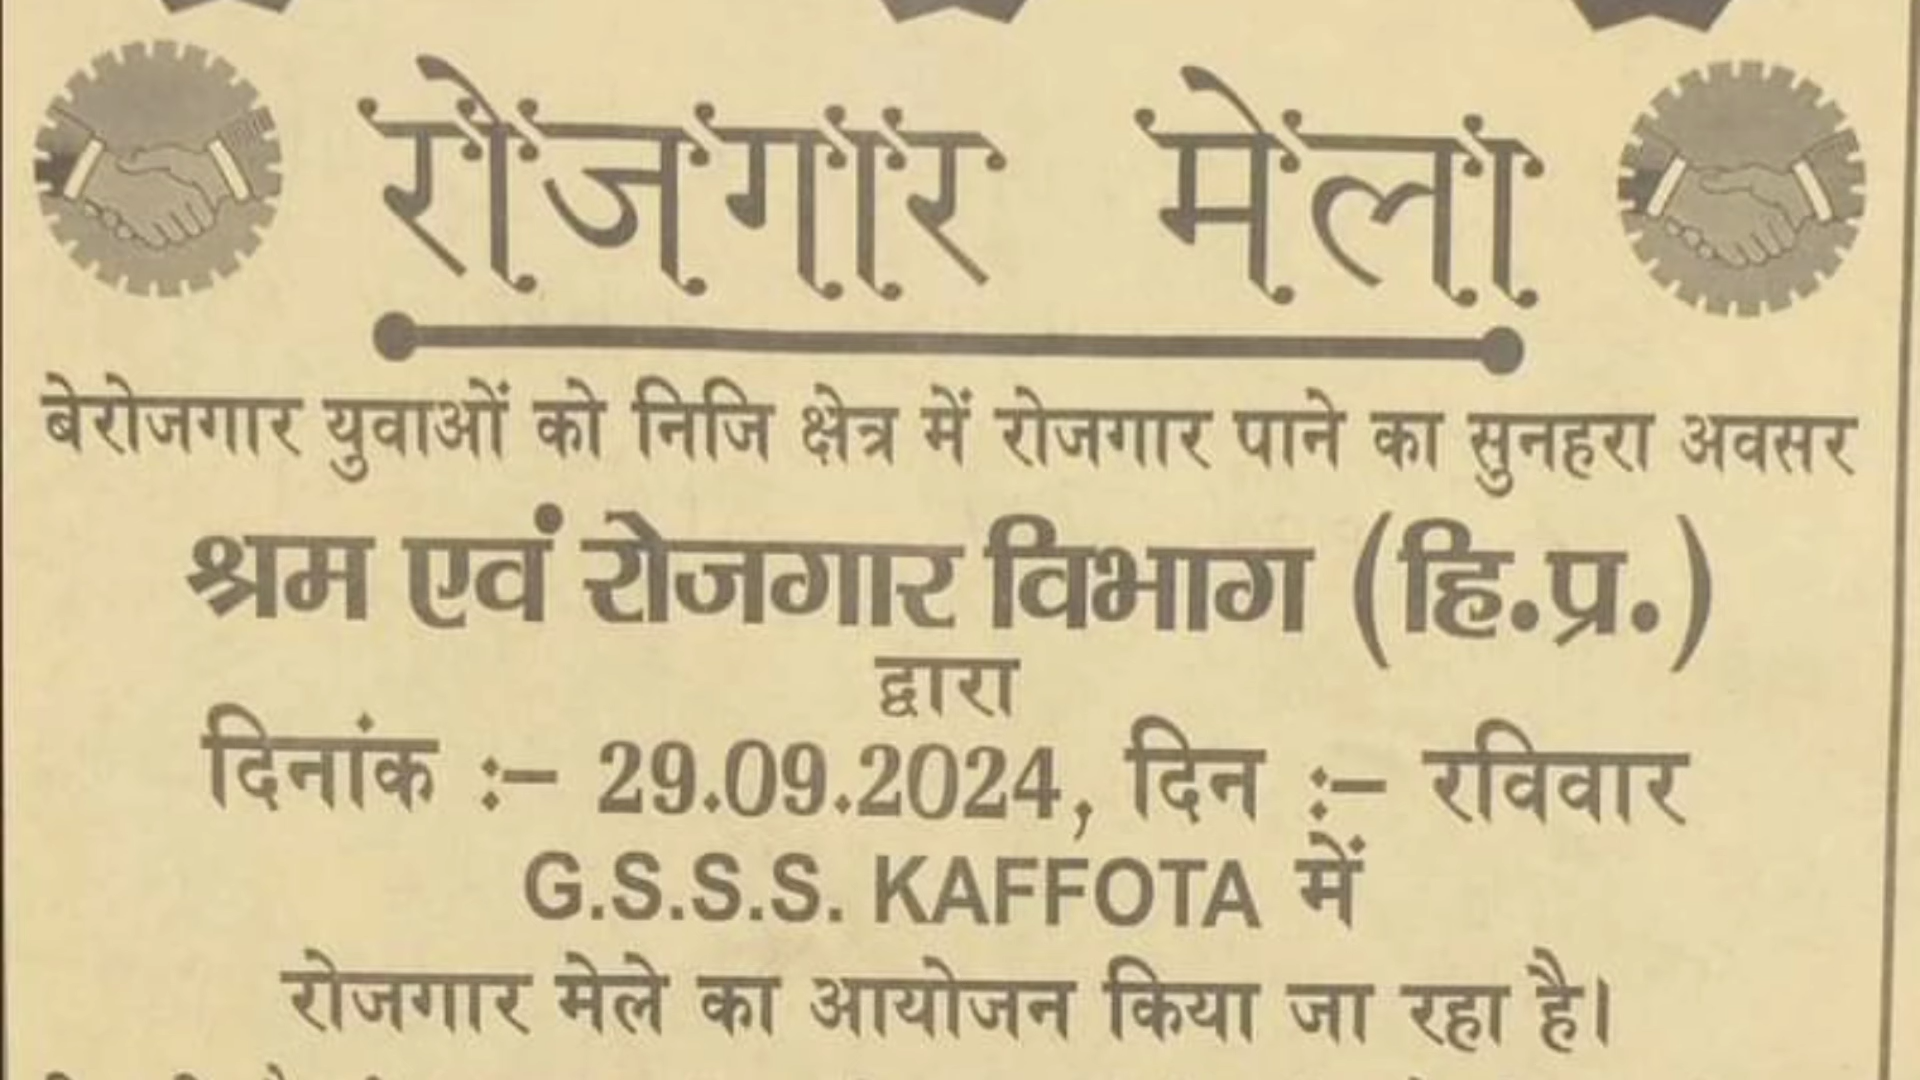 रोजगार मेला
बेरोजगार युवाओं को निजि क्षेत्र में रोजगार पाने का सुनहरा अवसर
श्रम एवं रोजगार विभाग (हि.प्र.)
द्वारा
दिनांक :- 29.09.2024, दिन :- रविवार
G.S.S.S. KAFFOTA में
रोजगार मेले का आयोजन किया जा रहा है।